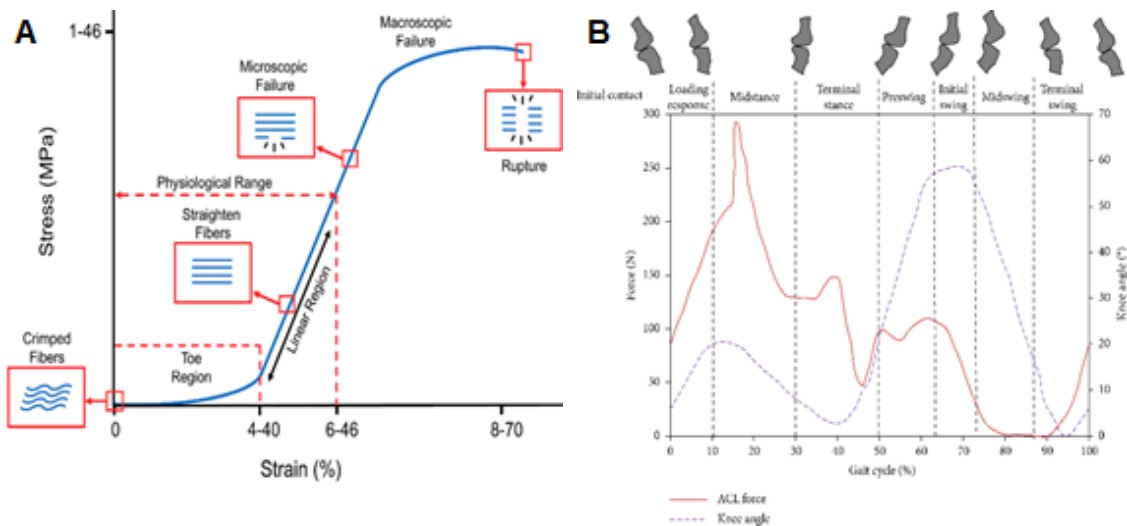 A
1-46
Stress (MPa)
Macroscopic
Failure
Microscopic
Failure
Rupture
Physiological Range
Straighten
Fibers
Linear Region
Crimped
Fibers
Toe
Region
0
4-40
6-46
8-70
Strain (%)
B
Initial contact
Loading
response
Midstance
Terminal
stance
Preswing
Initial
swing
Midswing
Terminal
swing
300
250
200
150
100
50
0
Force (N)
70
60
50
40
30
20
10
0
Knee angle (°)
0
10
20
30
40
50
60
70
80
90
100
Gait cycle (%)
ACL force
Knee angle